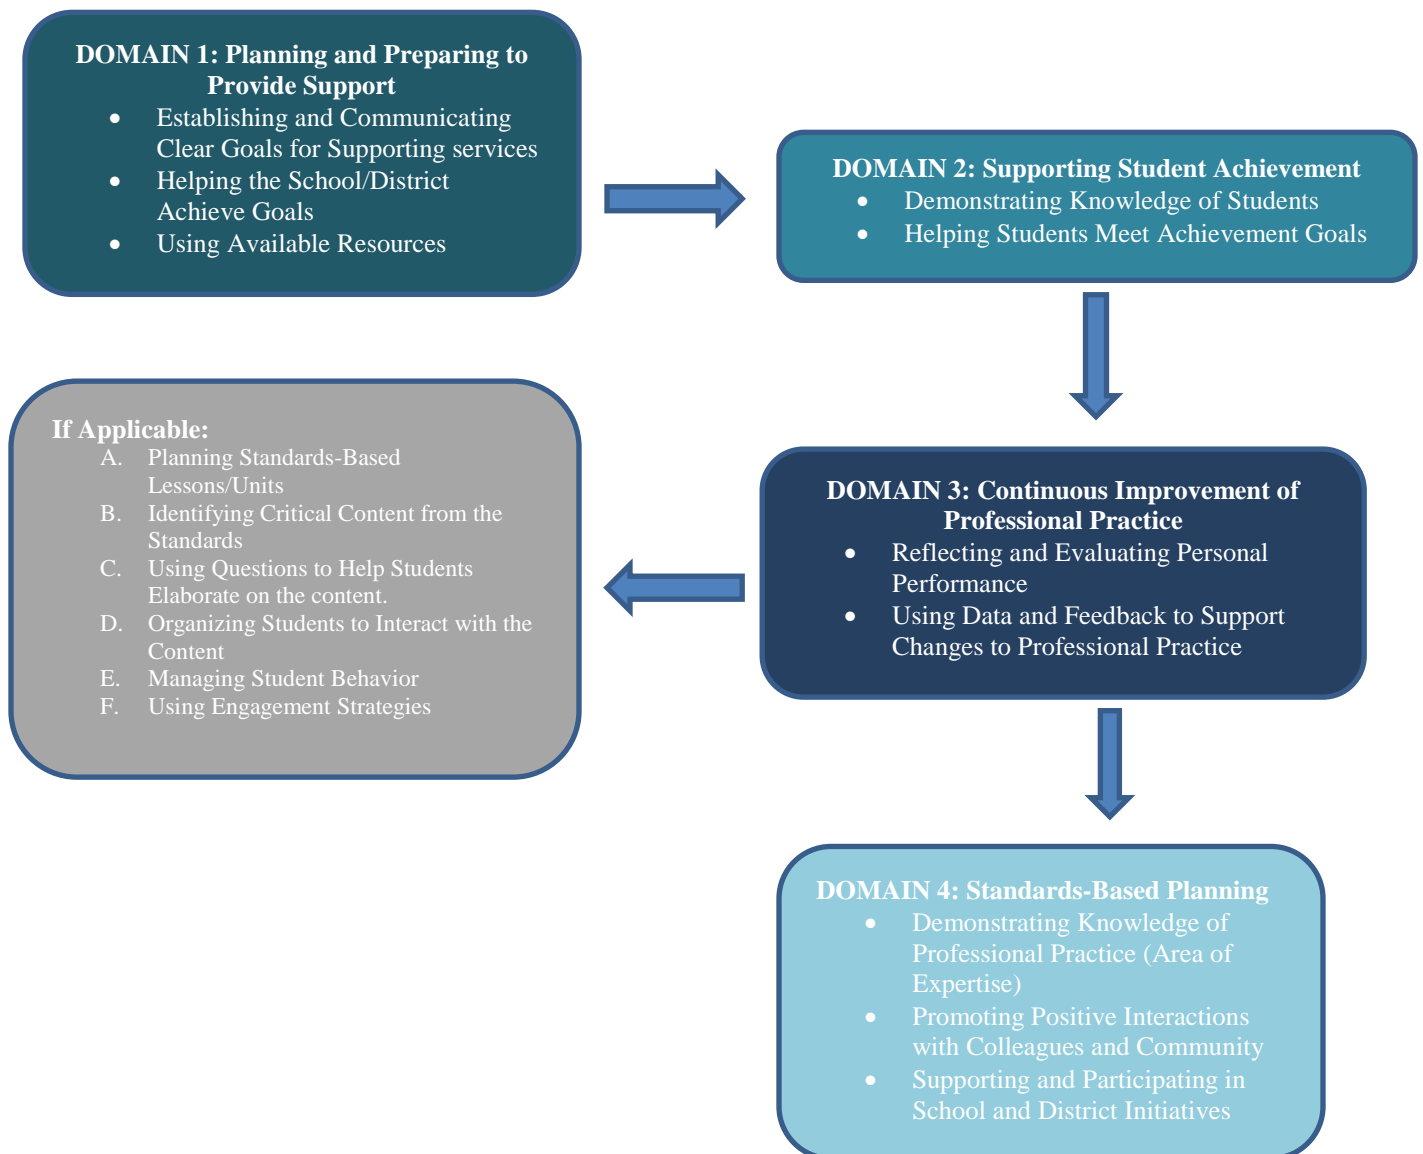 DOMAIN 1: Planning and Preparing to
Provide Support
• Establishing and Communicating
Clear Goals for Supporting services
• Helping the School/District
Achieve Goals
• Using Available Resources
DOMAIN 2: Supporting Student Achievement
• Demonstrating Knowledge of Students
• Helping Students Meet Achievement Goals
If Applicable:
A. Planning Standards-Based
Lessons/Units
B. Identifying Critical Content from the
Standards
C. Using Questions to Help Students
Elaborate on the content.
D. Organizing Students to Interact with the
Content
E. Managing Student Behavior
F. Using Engagement Strategies
DOMAIN 3: Continuous Improvement of
Professional Practice
• Reflecting and Evaluating Personal
Performance
• Using Data and Feedback to Support
Changes to Professional Practice
DOMAIN 4: Standards-Based Planning
• Demonstrating Knowledge of
Professional Practice (Area of
Expertise)
• Promoting Positive Interactions
with Colleagues and Community
• Supporting and Participating in
School and District Initiatives